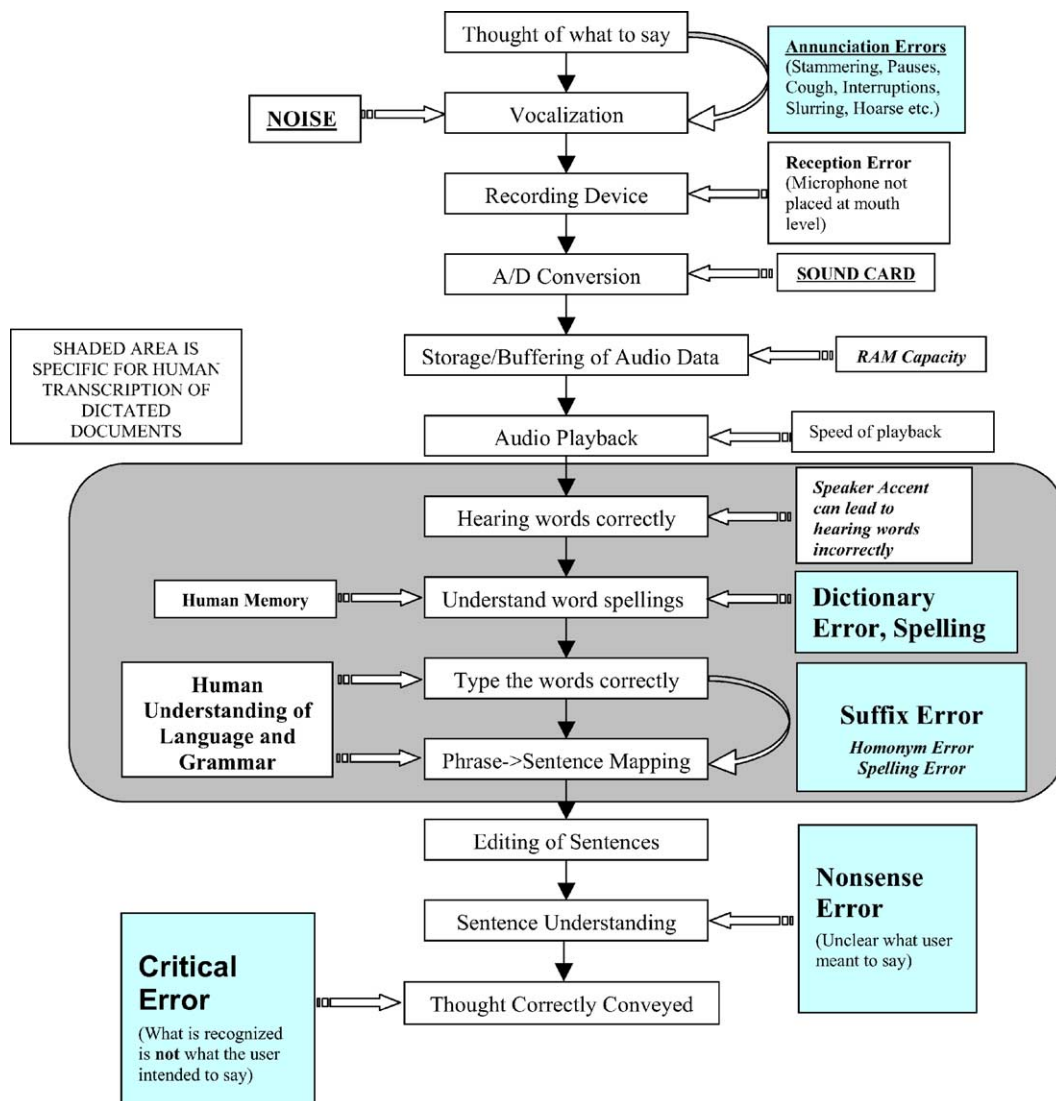 Thought of what to say
Annunciation Errors
(Stammering, Pauses,
Cough, Interruptions,
Slurring, Hoarse etc.)
NOISE
Vocalization
Reception Error
(Microphone not
placed at mouth
level)
Recording Device
A/D Conversion
SOUND CARD
SHADED AREA IS
SPECIFIC FOR HUMAN
TRANSCRIPTION OF
DICTATED
DOCUMENTS
Storage/Buffering of Audio Data
RAM Capacity
Audio Playback
Speed of playback
Hearing words correctly
Speaker Accent
can lead to
hearing words
incorrectly
Human Memory
Understand word spellings
Dictionary
Error, Spelling
Human
Understanding of
Language and
Grammar
Type the words correctly
Phrase->Sentence Mapping
Suffix Error
Homonym Error
Spelling Error
Editing of Sentences
Sentence Understanding
Nonsense
Error
(Unclear what user
meant to say)
Critical
Error
(What is recognized
is not what the user
intended to say)
Thought Correctly Conveyed